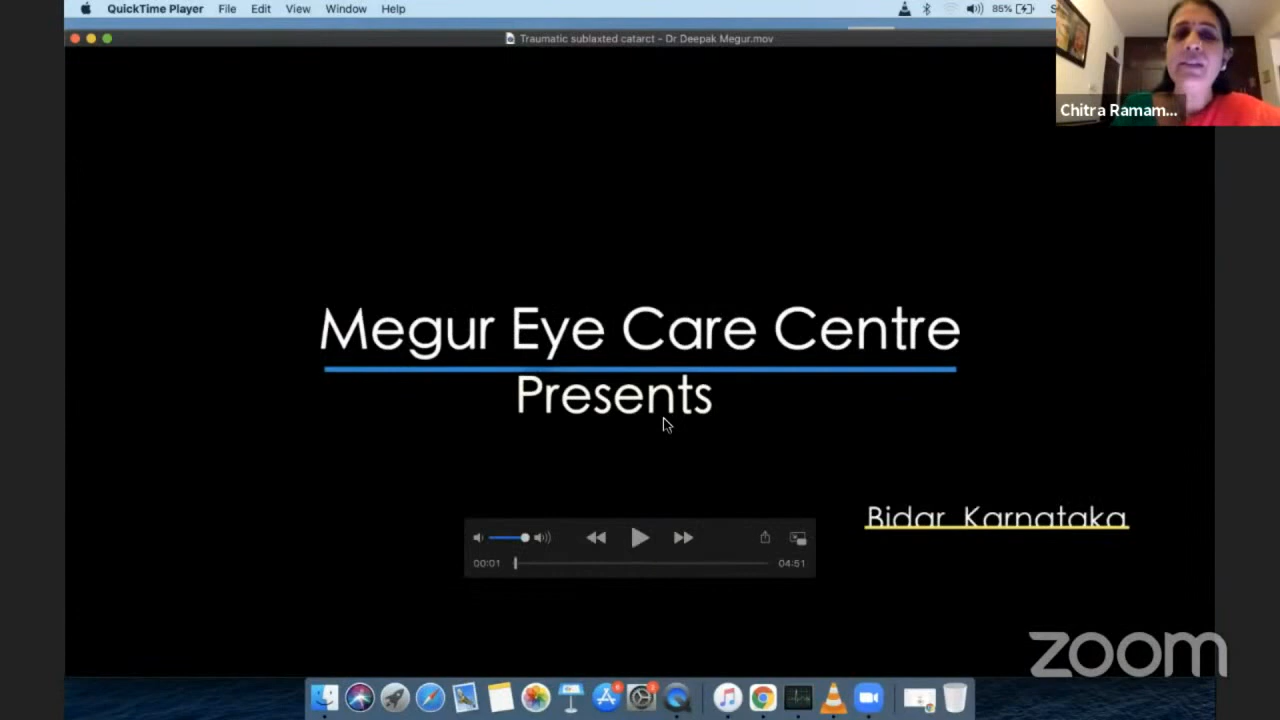 QuickTime Player File Edit View Window Help 85%
Traumatic sublaxted catarct - Dr Deepak Megur.mov
Chitra Ramam...
Megur Eye Care Centre
Presents
Bidar Karnataka
00:01 04:51
zoom